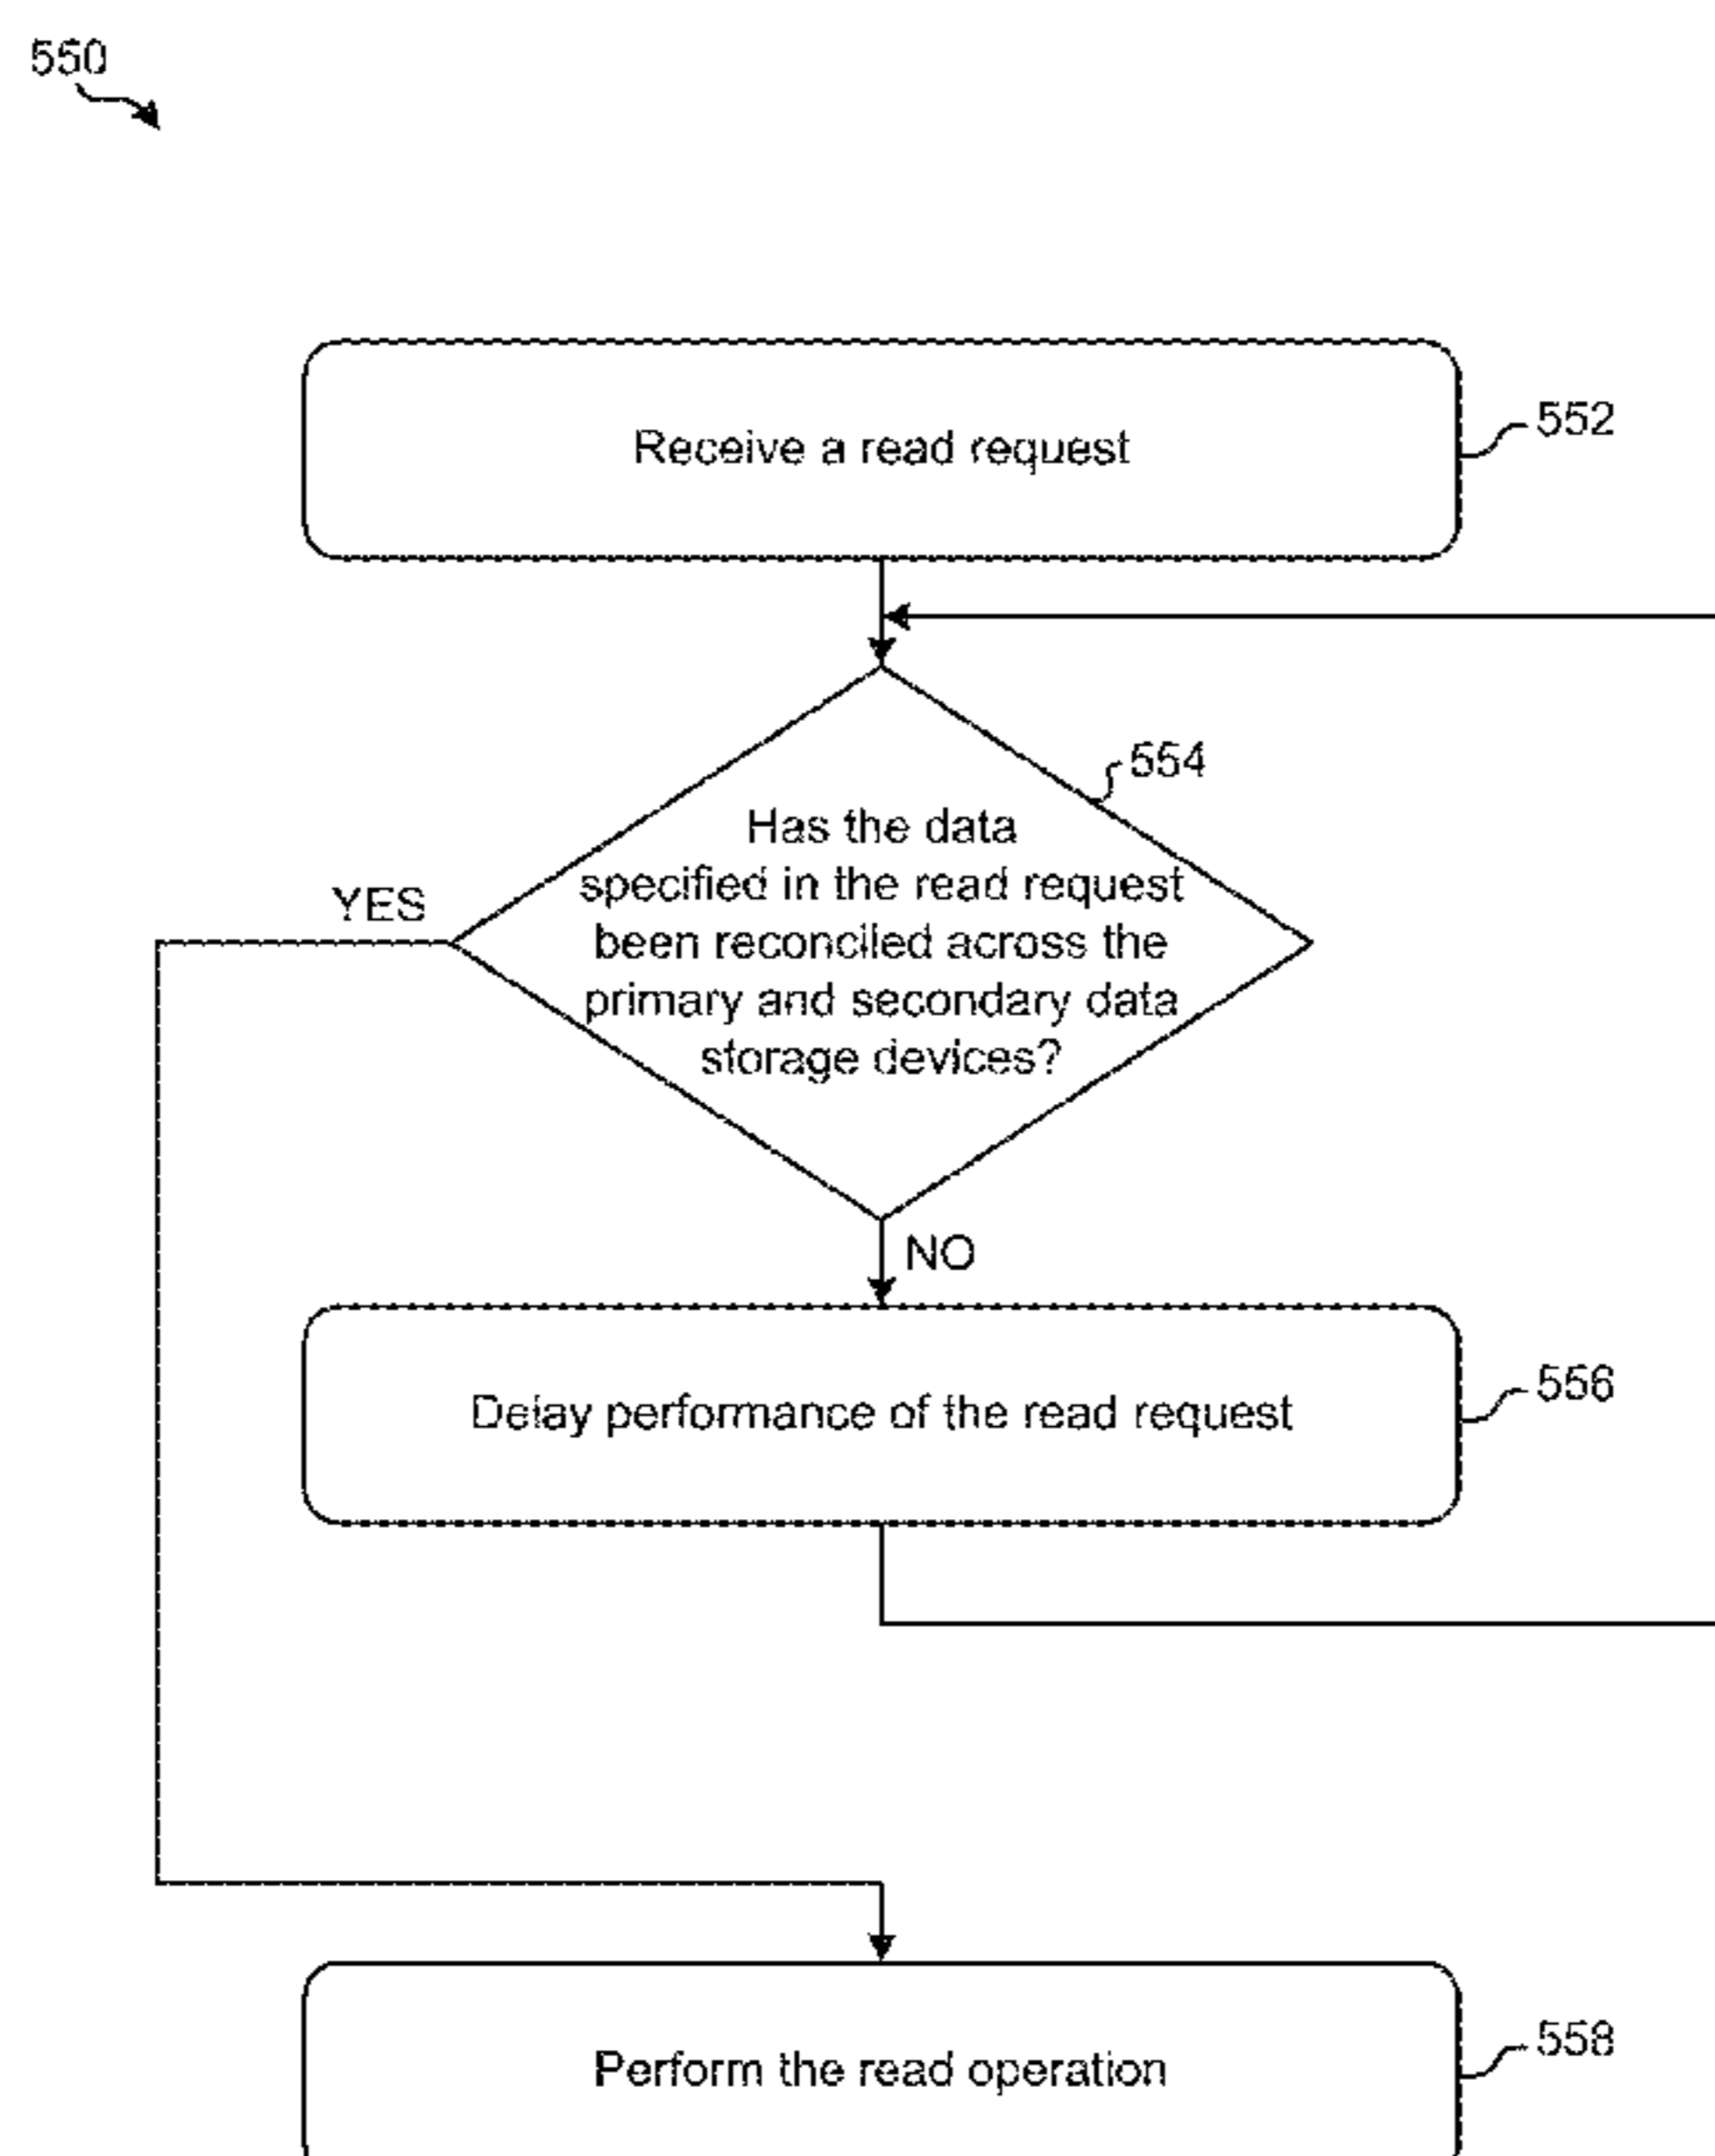 550
Receive a read request
552
554
Has the data
specified in the read request
been reconciled across the
primary and secondary data
storage devices?
YES
NO
Delay performance of the read request
556
Perform the read operation
558